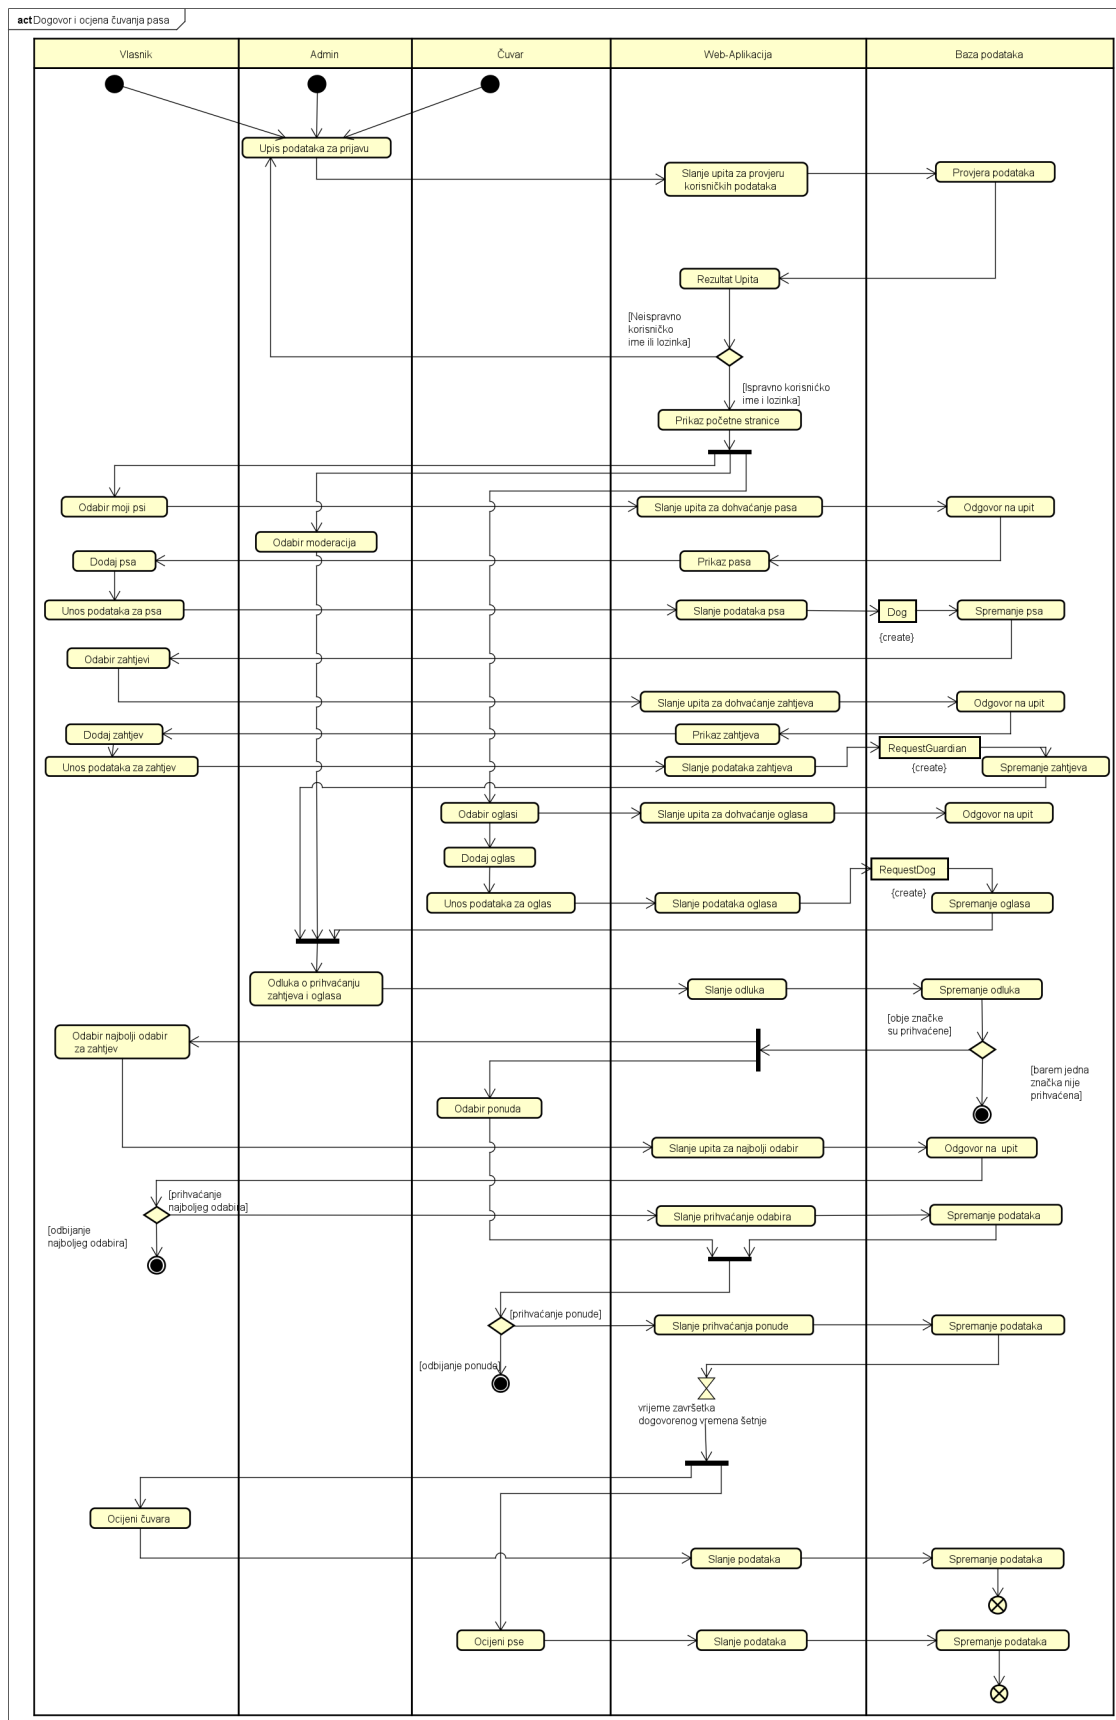 act Dogovor i ocjena čuvanja pasa
Vlasnik
Admin
Čuvar
Web-Aplikacija
Baza podataka
Upis podataka za prijavu
Slanje upita za provjeru
korisničkih podataka
Provjera podataka
Rezultat Upita
[Neispravno
korisničko
ime ili lozinka]
[Ispravno korisničko
ime i lozinka]
Prikaz početne stranice
Odabir moji psi
Slanje upita za dohvaćanje pasa
Odgovor na upit
Odabir moderacija
Dodaj psa
Prikaz pasa
Unos podataka za psa
Slanje podataka psa
Dog
Spremanje psa
{create}
Odabir zahtjevi
Slanje upita za dohvaćanje zahtjeva
Odgovor na upit
Dodaj zahtjev
Prikaz zahtjeva
RequestGuardian
Unos podataka za zahtjev
Slanje podataka zahtjeva
{create}
Spremanje zahtjeva
Odabir oglasi
Slanje upita za dohvaćanje oglasa
Odgovor na upit
Dodaj oglas
RequestDog
{create}
Unos podataka za oglas
Slanje podataka oglasa
Spremanje oglasa
Odluka o prihvaćanju
zahtjeva i oglasa
Slanje odluka
Spremanje odluka
[obje značke
su prihvaćene]
Odabir najbolji odabir
za zahtjev
[barem jedna
značka nije
prihvaćena]
Odabir ponuda
Slanje upita za najbolji odabir
Odgovor na upit
[prihvaćanje
najboljeg odabira]
[odbijanje
najboljeg odabira]
Slanje prihvaćanje odabira
Spremanje podataka
[prihvaćanje ponude]
Slanje prihvaćanja ponude
Spremanje podataka
[odbijanje ponude]
vrijeme završetka
dogovorenog vremena šetnje
Ocijeni čuvara
Slanje podataka
Spremanje podataka
Ocijeni pse
Slanje podataka
Spremanje podataka